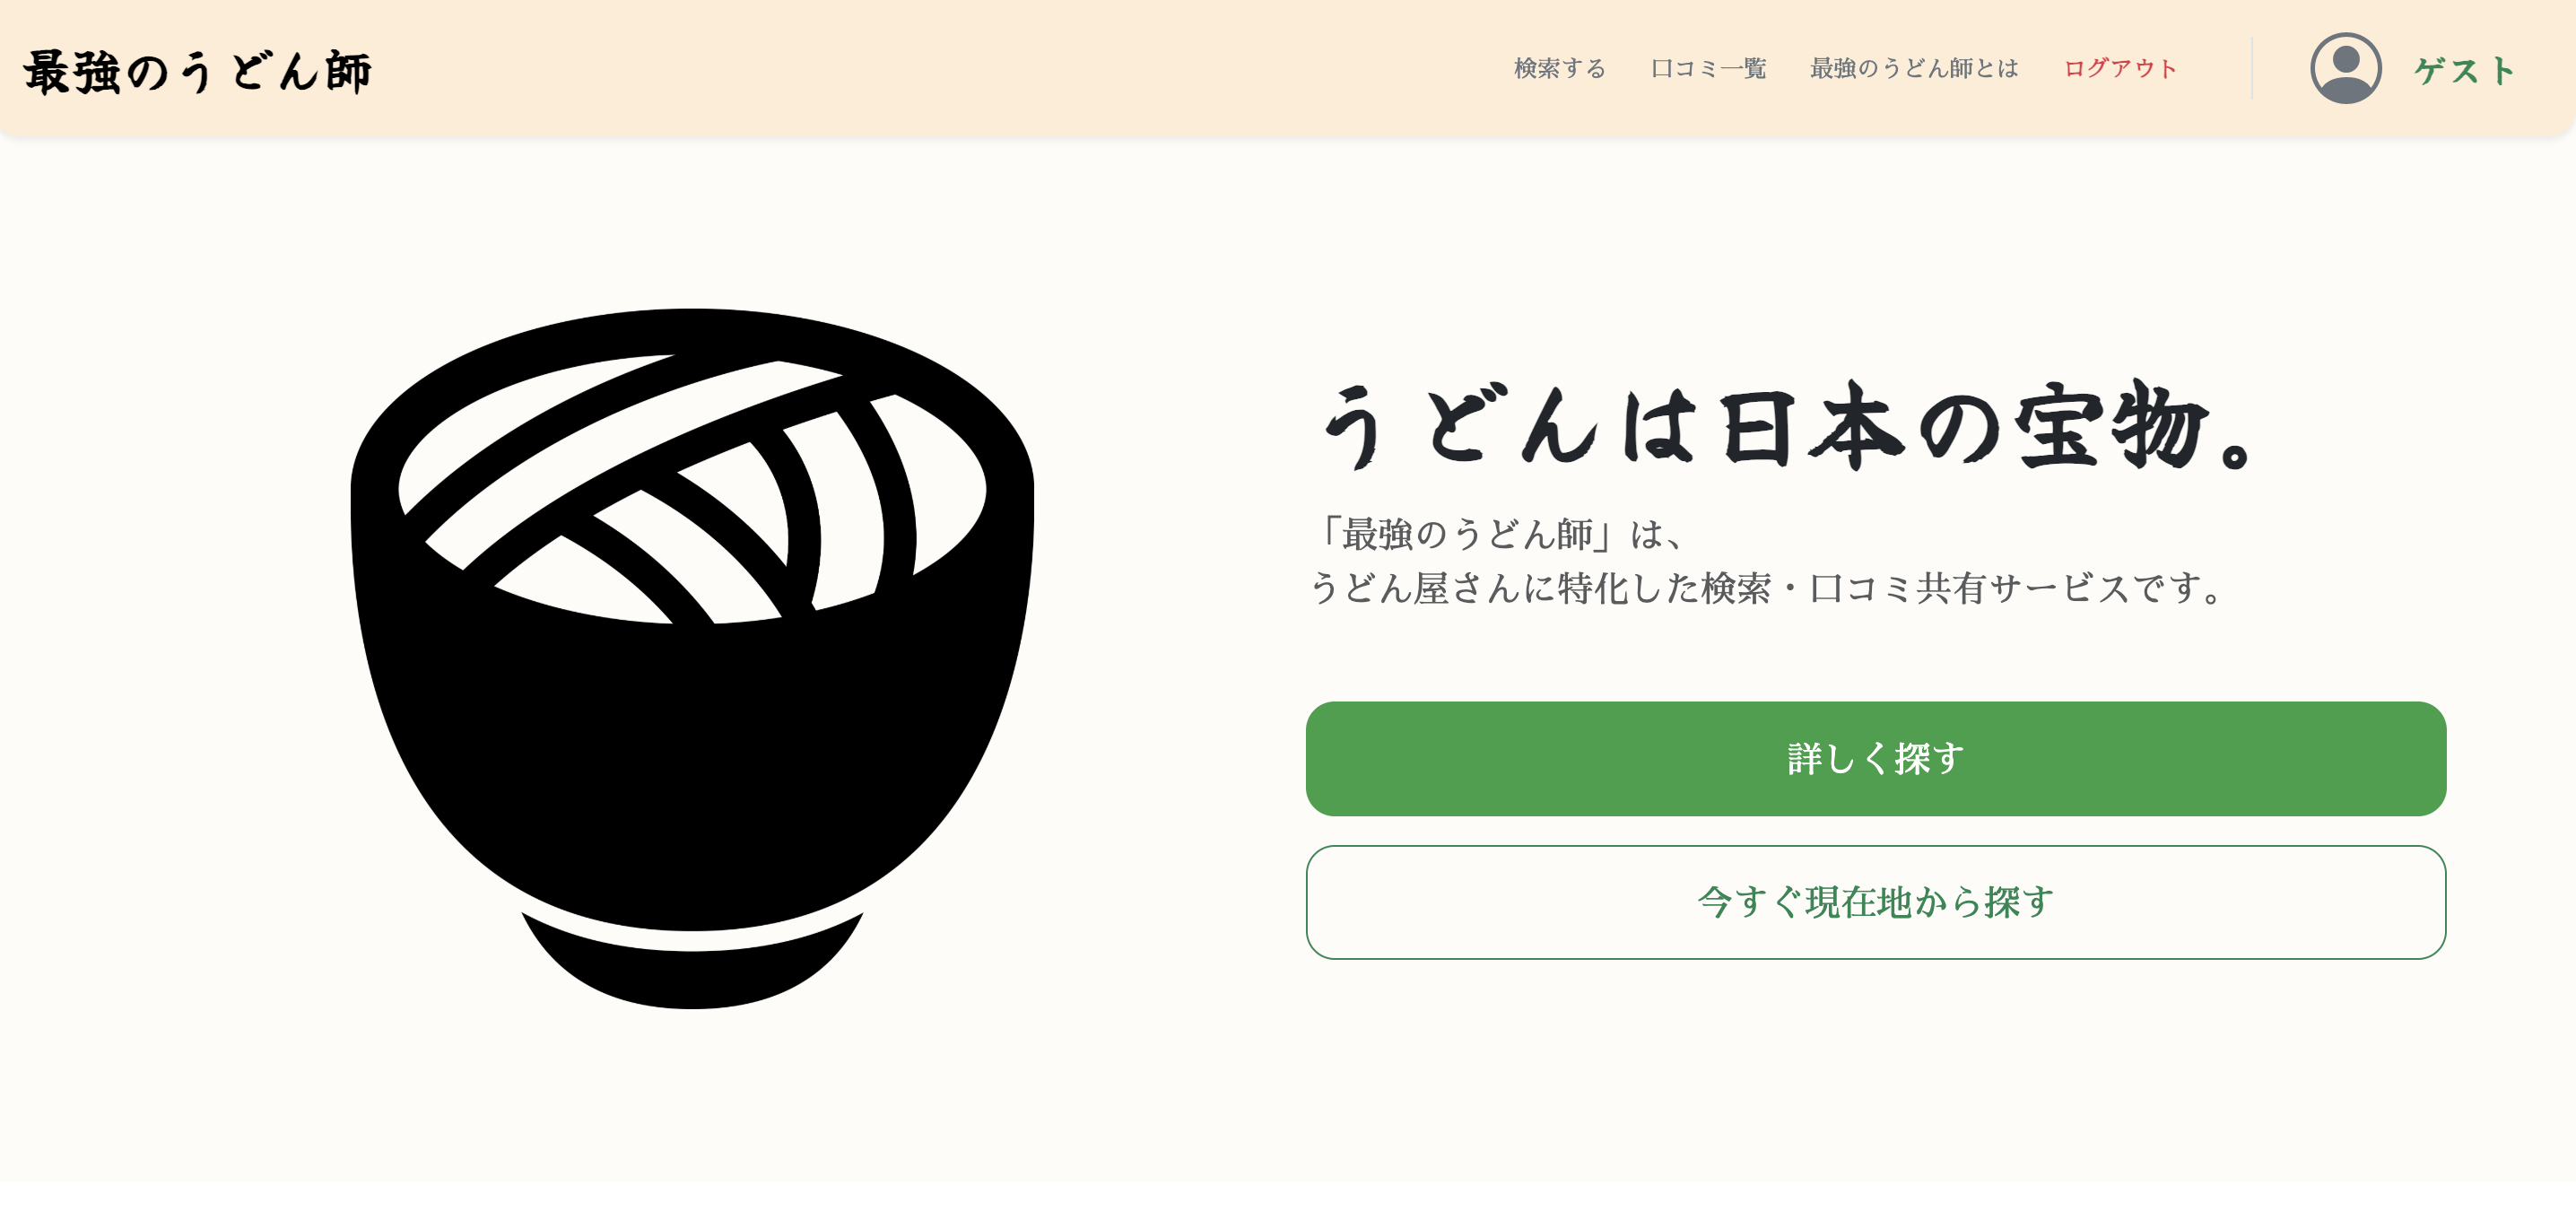 最強のうどん師
検索する
口コミ一覧
最強のうどん師とは
ログアウト
ゲスト
うどんは日本の宝物。
「最強のうどん師」は、
うどん屋さんに特化した検索・口コミ共有サービスです。
詳しく探す
今すぐ現在地から探す